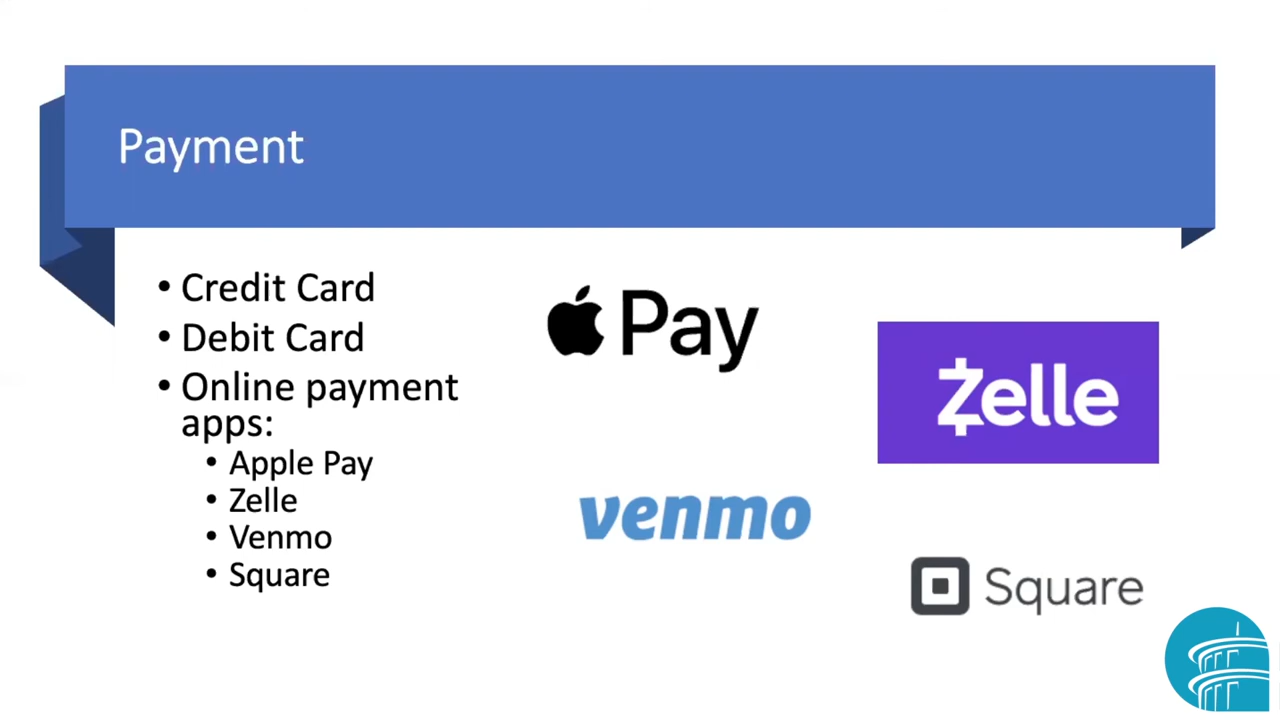 Payment
• Credit Card
• Debit Card
• Online payment
apps:
• Apple Pay
• Zelle
• Venmo
• Square
Pay
Zelle
venmo
Square